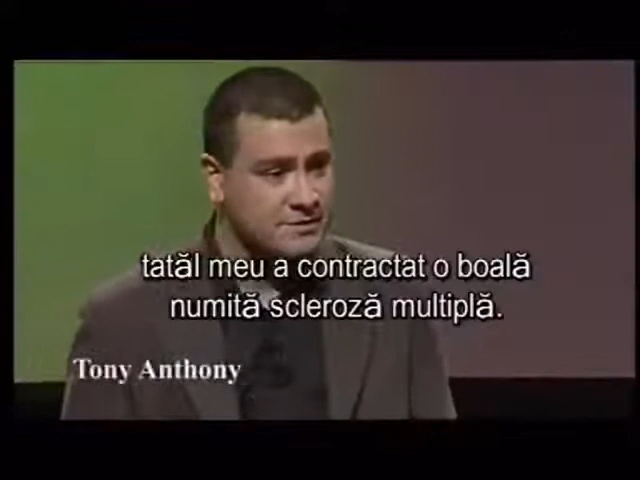 tatăl meu a contractat o boală
numită scleroză multiplă.
Tony Anthony